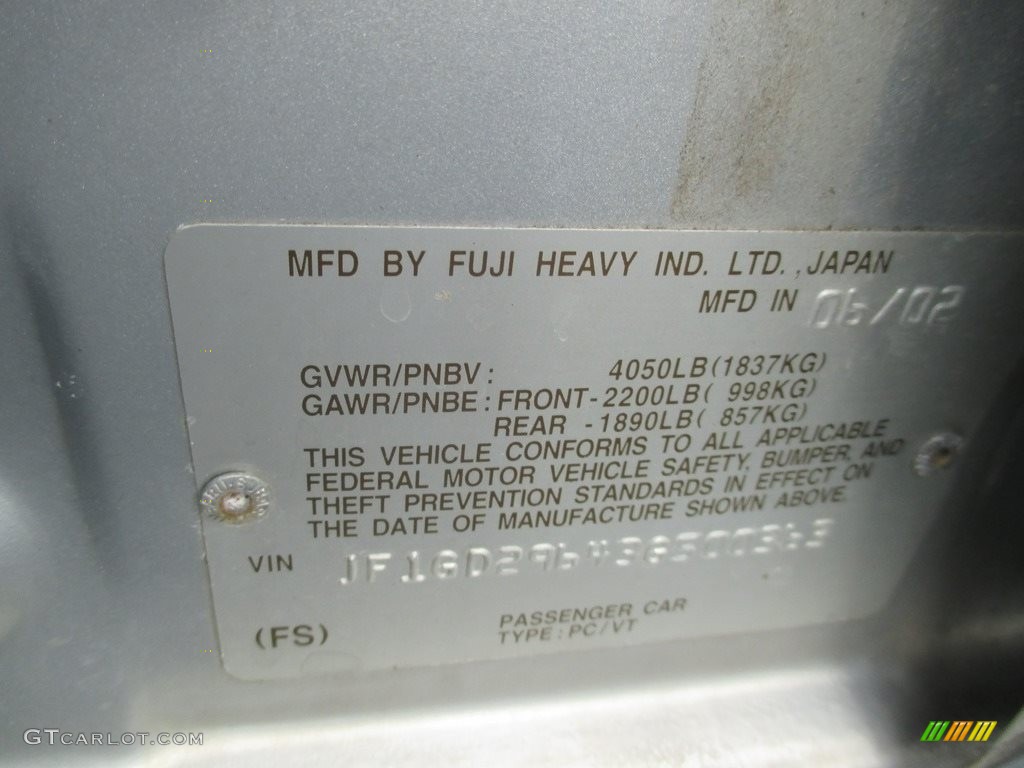 MFD BY FUJI HEAVY IND. LTD., JAPAN
MFD IN 06/02
GVWR/PNBV: 4050LB(1837KG)
GAWR/PNBE: FRONT-2200LB( 998KG)
REAR -1890LB( 857KG)
THIS VEHICLE CONFORMS TO ALL APPLICABLE
FEDERAL MOTOR VEHICLE SAFETY, BUMPER, AND
THEFT PREVENTION STANDARDS IN EFFECT ON
THE DATE OF MANUFACTURE SHOWN ABOVE.
VIN JF1GD29643G500363
(FS)
PASSENGER CAR
TYPE: PC/VT
GTCARLOT.COM